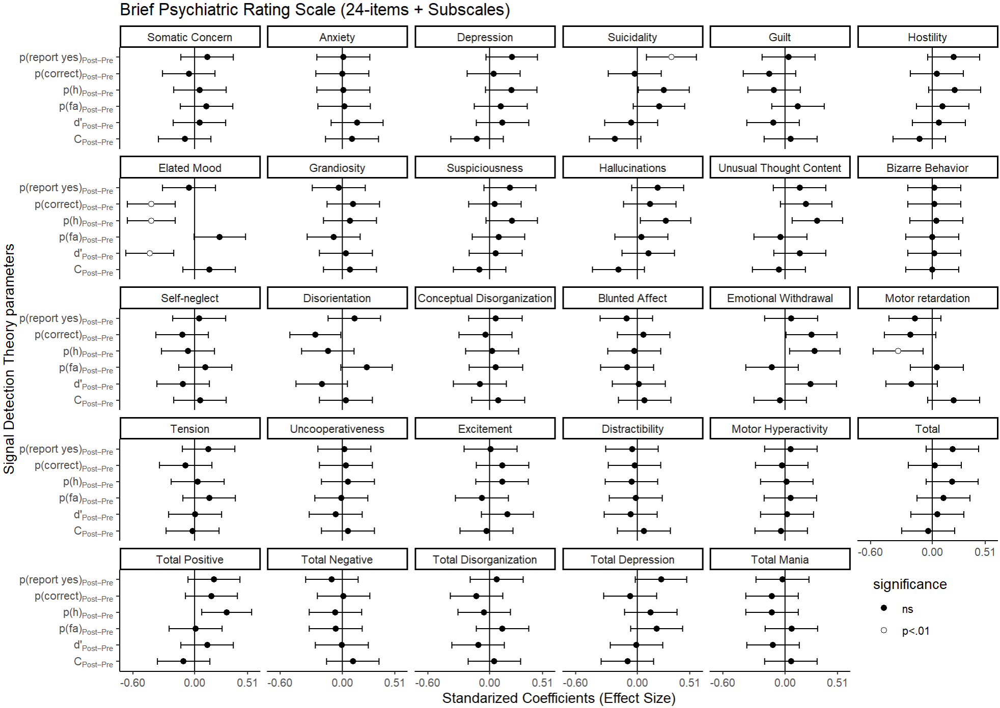 Brief Psychiatric Rating Scale (24-items + Subscales)
Somatic Concern Anxiety Depression Suicidality Guilt Hostility
p(report yes)Post–Pre
p(correct)Post–Pre
p(h)Post–Pre
p(fa)Post–Pre
d'Post–Pre
CPost–Pre
Elated Mood Grandiosity Suspiciousness Hallucinations Unusual Thought Content Bizarre Behavior
p(report yes)Post–Pre
p(correct)Post–Pre
p(h)Post–Pre
p(fa)Post–Pre
d'Post–Pre
CPost–Pre
Signal Detection Theory parameters
Self-neglect Disorientation Conceptual Disorganization Blunted Affect Emotional Withdrawal Motor retardation
p(report yes)Post–Pre
p(correct)Post–Pre
p(h)Post–Pre
p(fa)Post–Pre
d'Post–Pre
CPost–Pre
Tension Uncooperativeness Excitement Distractibility Motor Hyperactivity Total
p(report yes)Post–Pre
p(correct)Post–Pre
p(h)Post–Pre
p(fa)Post–Pre
d'Post–Pre
CPost–Pre
-0.60 0.00 0.51
Total Positive Total Negative Total Disorganization Total Depression Total Mania
p(report yes)Post–Pre
p(correct)Post–Pre
p(h)Post–Pre
p(fa)Post–Pre
d'Post–Pre
CPost–Pre
significance
ns
p<.01
-0.60 0.00 0.51 -0.60 0.00 0.51 -0.60 0.00 0.51 -0.60 0.00 0.51 -0.60 0.00 0.51
Standarized Coefficients (Effect Size)